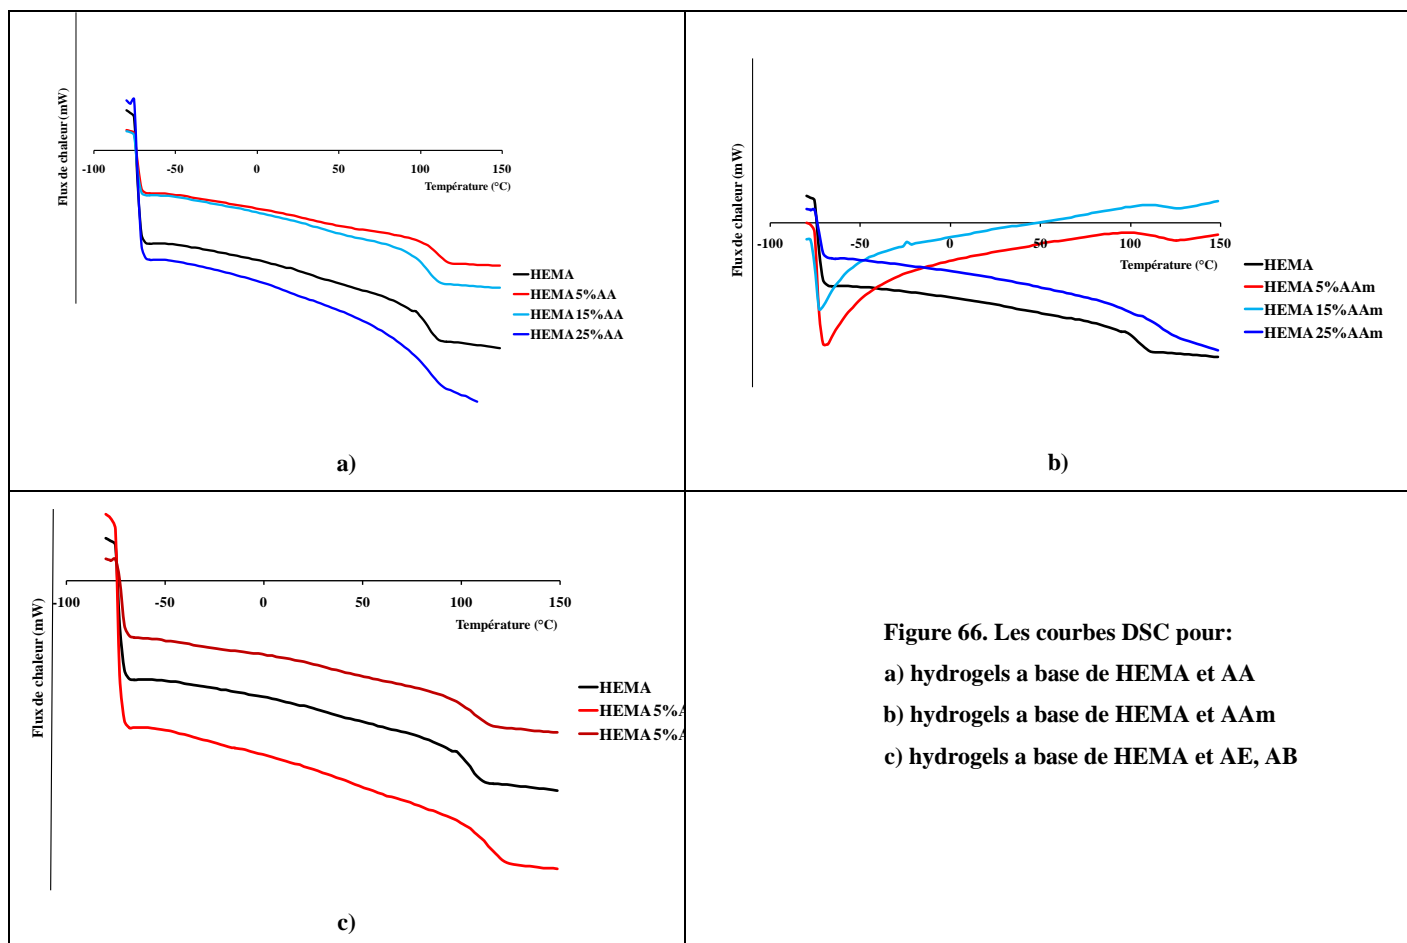 Flux de chaleur (mW)
-100
-50
0
50
100
150
Température (°C)
HEMA
HEMA 5%AA
HEMA 15%AA
HEMA 25%AA
a)
Flux de chaleur (mW)
-100
-50
0
50
100
150
Température (°C)
HEMA
HEMA 5%AAm
HEMA 15%AAm
HEMA 25%AAm
b)
Flux de chaleur (mW)
-100
-50
0
50
100
150
Température (°C)
HEMA
HEMA 5%A
HEMA 5%A
c)
Figure 66. Les courbes DSC pour:
a) hydrogels a base de HEMA et AA
b) hydrogels a base de HEMA et AAm
c) hydrogels a base de HEMA et AE, AB